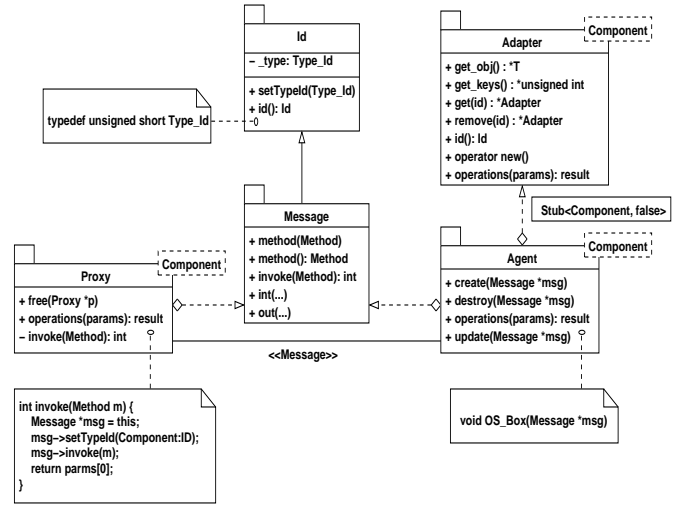 Id
– _type: Type_Id
+ setTypeId(Type_Id)
+ id(): Id
typedef unsigned short Type_Id
Component
Adapter
+ get_obj() : *T
+ get_keys() : *unsigned int
+ get(id) : *Adapter
+ remove(id) : *Adapter
+ id(): Id
+ operator new()
+ operations(params): result
Stub<Component, false>
Message
+ method(Method)
+ method(): Method
+ invoke(Method): int
+ int(...)
+ out(...)
Component
Proxy
+ free(Proxy *p)
+ operations(params): result
– invoke(Method): int
Component
Agent
+ create(Message *msg)
+ destroy(Message *msg)
+ operations(params): result
+ update(Message *msg)
<<Message>>
int invoke(Method m) {
Message *msg = this;
msg–>setTypeId(Component:ID);
msg–>invoke(m);
return parms[0];
}
void OS_Box(Message *msg)